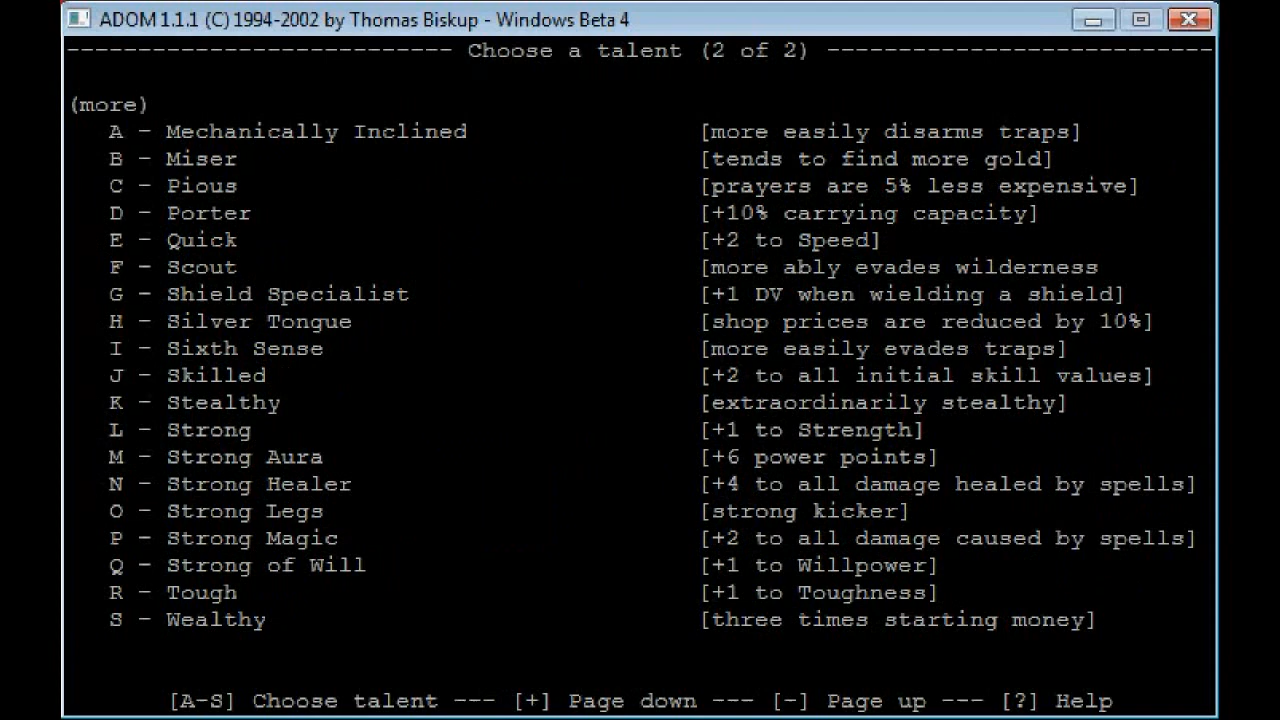 ADOM 1.1.1 (C) 1994-2002 by Thomas Biskup - Windows Beta 4
--------------------------- Choose a talent (2 of 2) ---------------------------
(more)
A - Mechanically Inclined [more easily disarms traps]
B - Miser [tends to find more gold]
C - Pious [prayers are 5% less expensive]
D - Porter [+10% carrying capacity]
E - Quick [+2 to Speed]
F - Scout [more ably evades wilderness
G - Shield Specialist [+1 DV when wielding a shield]
H - Silver Tongue [shop prices are reduced by 10%]
I - Sixth Sense [more easily evades traps]
J - Skilled [+2 to all initial skill values]
K - Stealthy [extraordinarily stealthy]
L - Strong [+1 to Strength]
M - Strong Aura [+6 power points]
N - Strong Healer [+4 to all damage healed by spells]
O - Strong Legs [strong kicker]
P - Strong Magic [+2 to all damage caused by spells]
Q - Strong of Will [+1 to Willpower]
R - Tough [+1 to Toughness]
S - Wealthy [three times starting money]
[A-S] Choose talent --- [+] Page down --- [-] Page up --- [?] Help